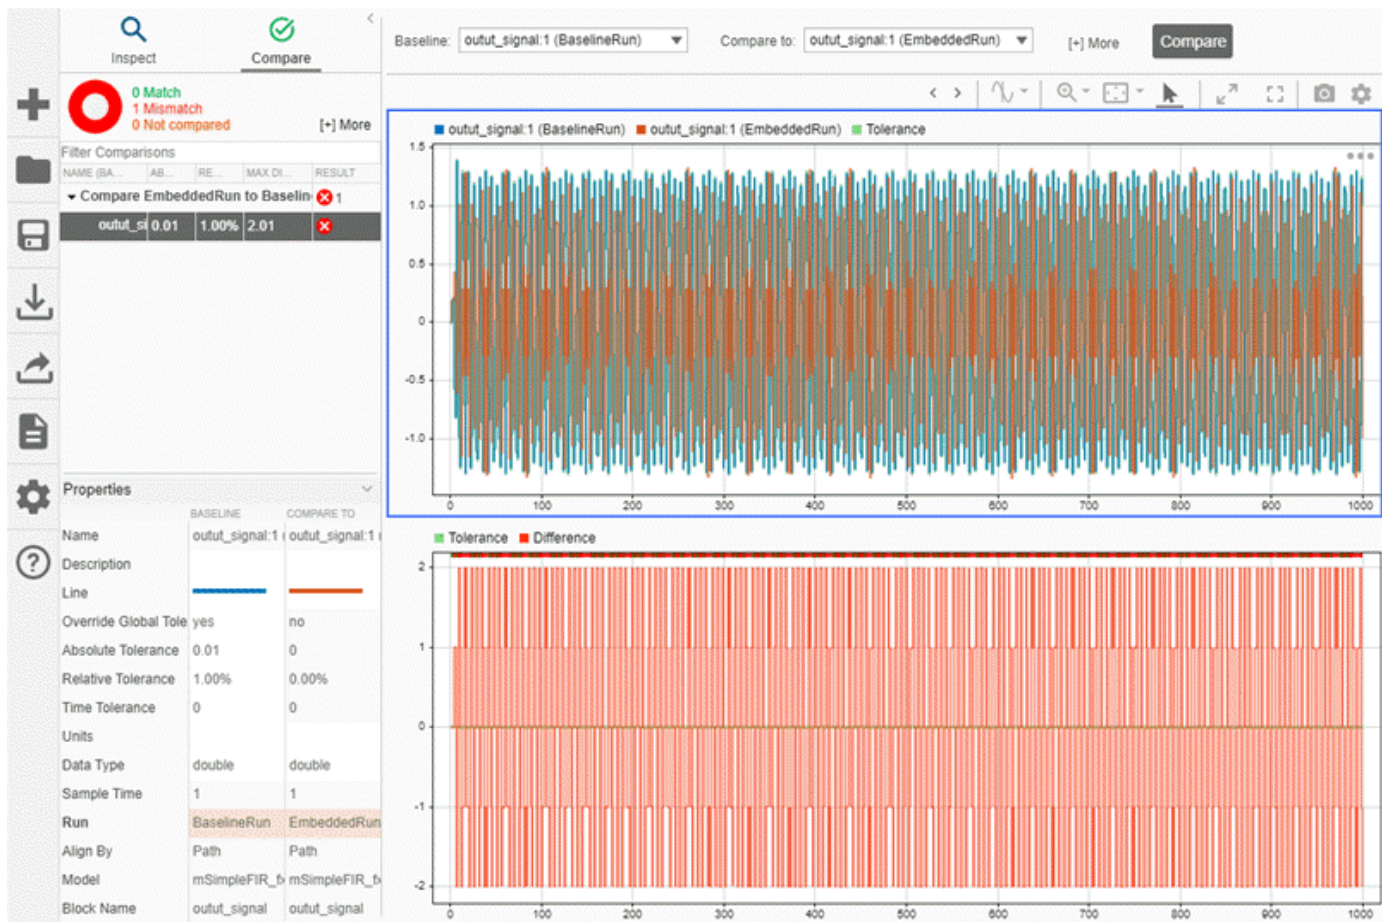 Inspect
Compare
Baseline:
outut_signal:1 (BaselineRun)
Compare to:
outut_signal:1 (EmbeddedRun)
[+] More
Compare
0 Match
1 Mismatch
0 Not compared
[+] More
Filter Comparisons
NAME (BA... AB... RE... MAX DI... RESULT
Compare EmbeddedRun to Baselin 1
outut_si 0.01 1.00% 2.01
outut_signal:1 (BaselineRun) outut_signal:1 (EmbeddedRun) Tolerance
1.5
1.0
0.5
0
-0.5
-1.0
0 100 200 300 400 500 600 700 800 900 1000
Properties
BASELINE COMPARE TO
Name outut_signal:1 ( outut_signal:1 (
Description
Line
Override Global Tole yes no
Absolute Tolerance 0.01 0
Relative Tolerance 1.00% 0.00%
Time Tolerance 0 0
Units
Data Type double double
Sample Time 1 1
Run BaselineRun EmbeddedRun
Align By Path Path
Model mSimpleFIR_fx mSimpleFIR_fx
Block Name outut_signal outut_signal
Tolerance Difference
2
1
0
-1
-2
0 100 200 300 400 500 600 700 800 900 1000